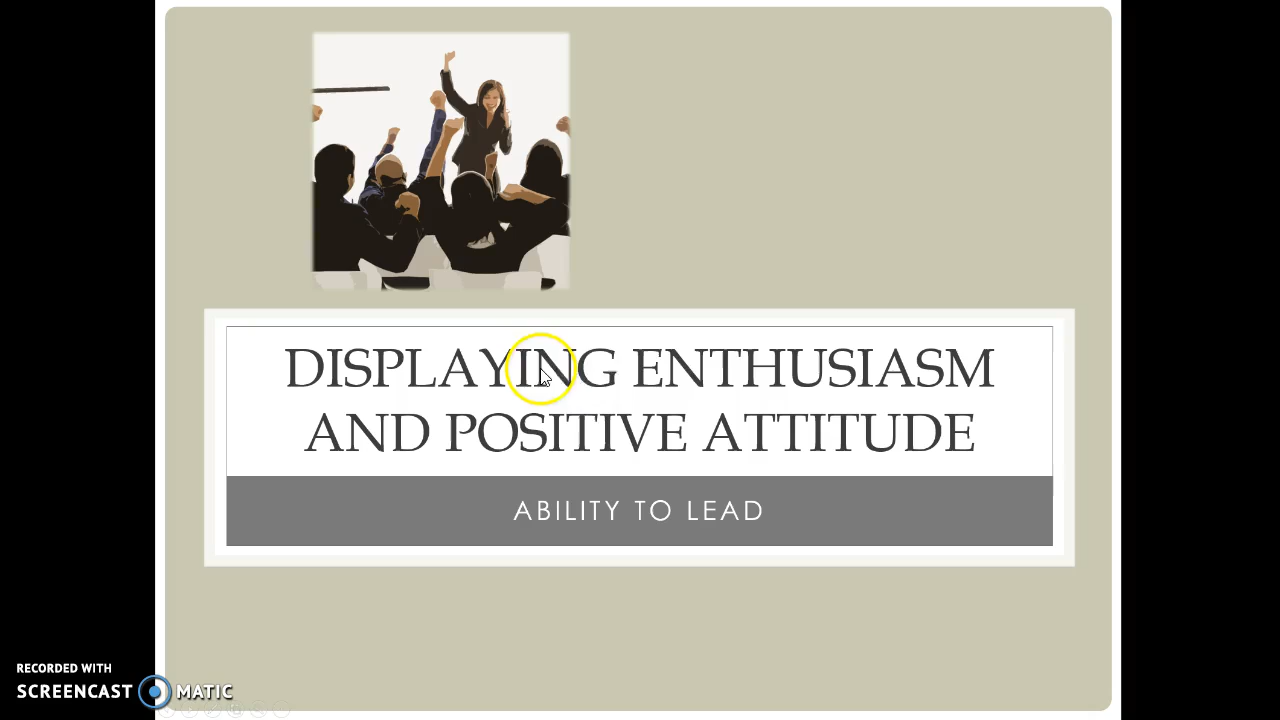 DISPLAYING ENTHUSIASM
AND POSITIVE ATTITUDE
ABILITY TO LEAD
RECORDED WITH
SCREENCAST MATIC